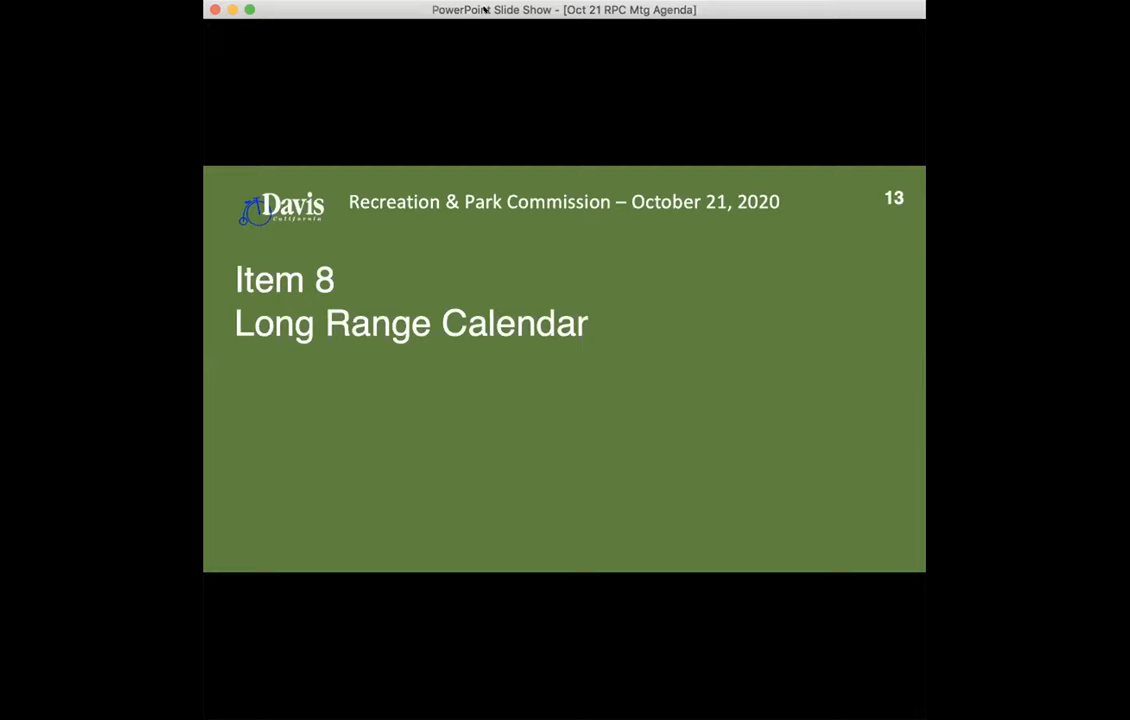 PowerPoint Slide Show - [Oct 21 RPC Mtg Agenda]
Davis
California
Recreation & Park Commission – October 21, 2020
13
Item 8
Long Range Calendar